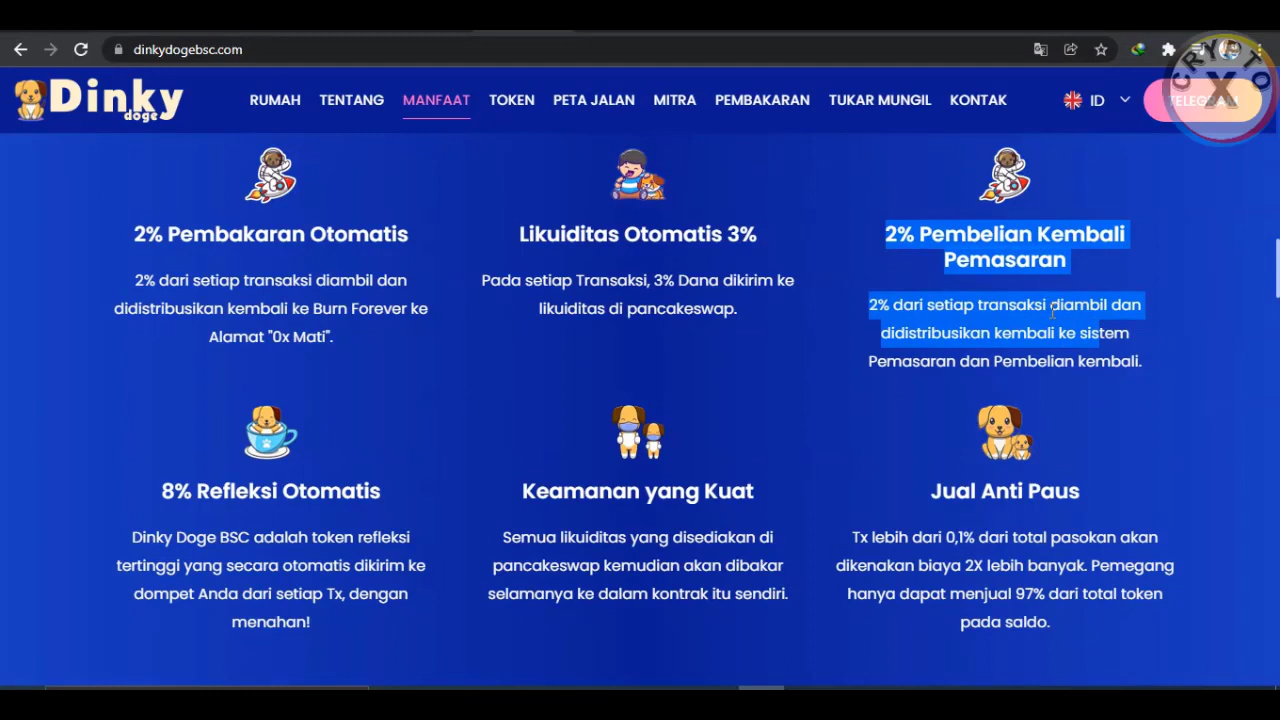 dinkydogebsc.com
Dinky
doge
RUMAH TENTANG MANFAAT TOKEN PETA JALAN MITRA PEMBAKARAN TUKAR MUNGIL KONTAK ID TELEGRAM
CRYPTO
X
2% Pembakaran Otomatis
2% dari setiap transaksi diambil dan
didistribusikan kembali ke Burn Forever ke
Alamat "0x Mati".
Likuiditas Otomatis 3%
Pada setiap Transaksi, 3% Dana dikirim ke
likuiditas di pancakeswap.
2% Pembelian Kembali
Pemasaran
2% dari setiap transaksi diambil dan
didistribusikan kembali ke sistem
Pemasaran dan Pembelian kembali.
8% Refleksi Otomatis
Dinky Doge BSC adalah token refleksi
tertinggi yang secara otomatis dikirim ke
dompet Anda dari setiap Tx, dengan
menahan!
Keamanan yang Kuat
Semua likuiditas yang disediakan di
pancakeswap kemudian akan dibakar
selamanya ke dalam kontrak itu sendiri.
Jual Anti Paus
Tx lebih dari 0,1% dari total pasokan akan
dikenakan biaya 2X lebih banyak. Pemegang
hanya dapat menjual 97% dari total token
pada saldo.